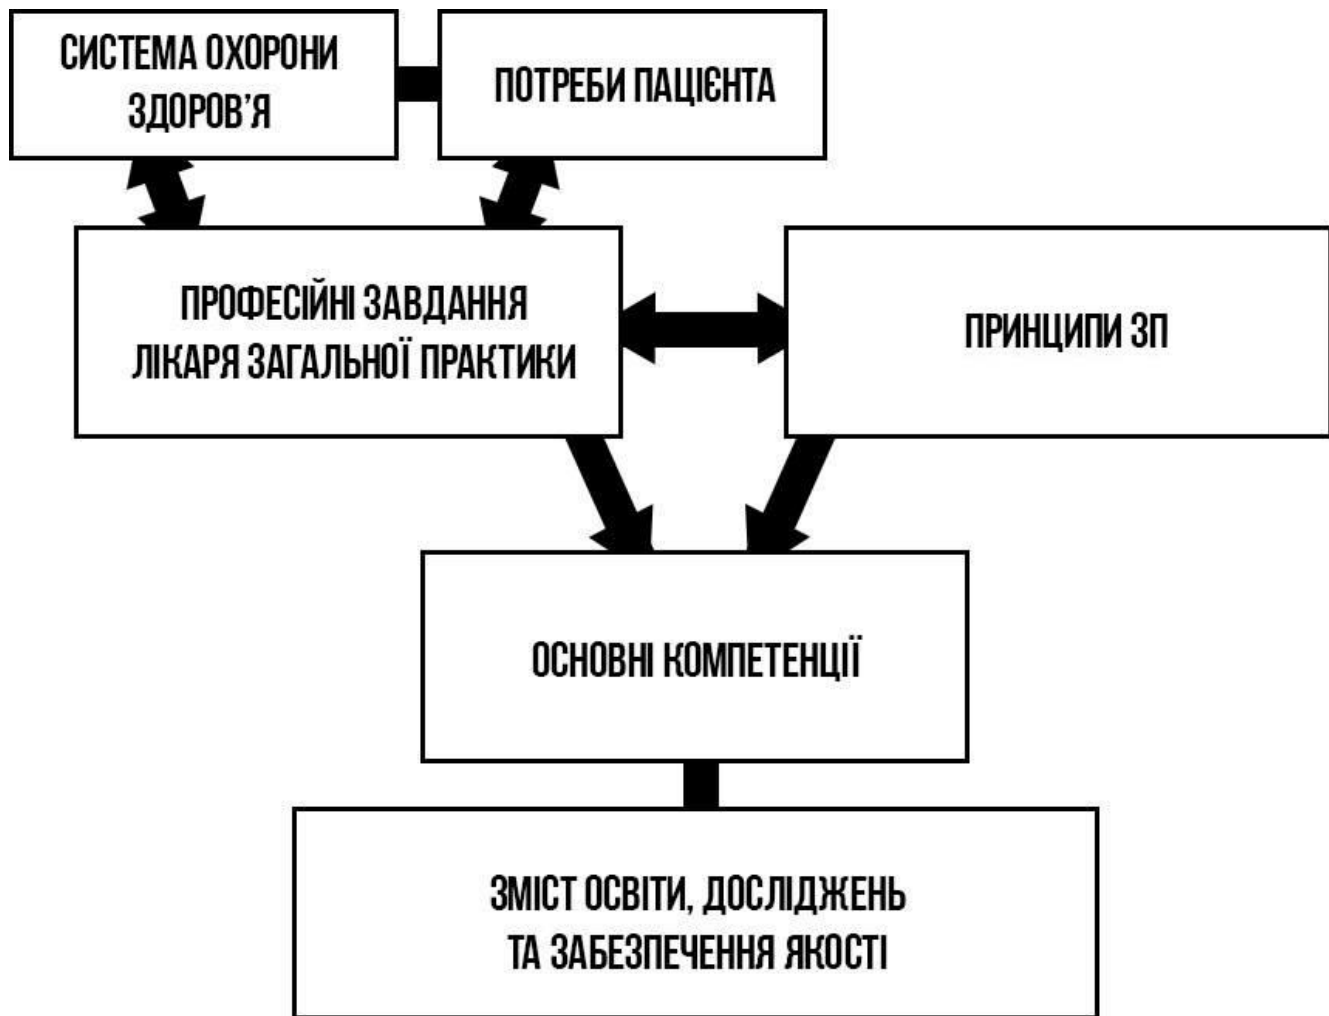 СИСТЕМА ОХОРОНИ
ЗДОРОВ’Я
ПОТРЕБИ ПАЦІЄНТА
ПРОФЕСІЙНІ ЗАВДАННЯ
ЛІКАРЯ ЗАГАЛЬНОЇ ПРАКТИКИ
ПРИНЦИПИ ЗП
ОСНОВНІ КОМПЕТЕНЦІЇ
ЗМІСТ ОСВІТИ, ДОСЛІДЖЕНЬ
ТА ЗАБЕЗПЕЧЕННЯ ЯКОСТІ